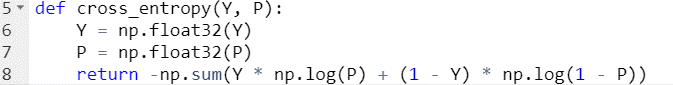 5 def cross_entropy(Y, P):
6     Y = np.float32(Y)
7     P = np.float32(P)
8     return -np.sum(Y * np.log(P) + (1 - Y) * np.log(1 - P))